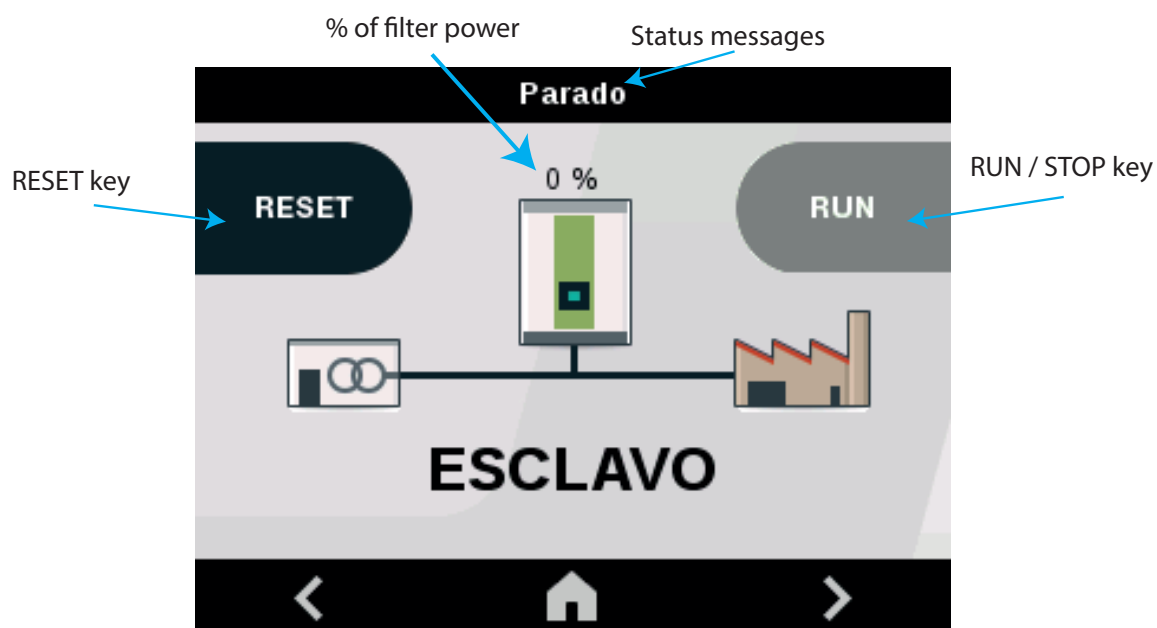 % of filter power
Status messages
Parado
RESET key
RUN / STOP key
0 %
RESET
RUN
ESCLAVO